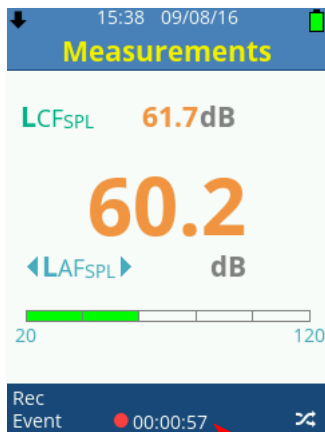 15:38 09/08/16
Measurements
LCFSPL 61.7dB
60.2
LAFSPL dB
20 120
Rec
Event 00:00:57